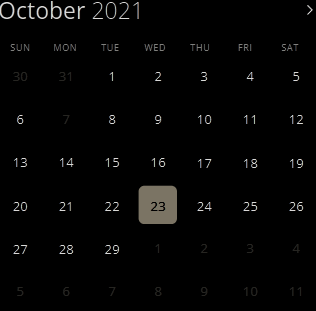 October 2021
SUN MON TUE WED THU FRI SAT
30 31 1 2 3 4 5
6 7 8 9 10 11 12
13 14 15 16 17 18 19
20 21 22 23 24 25 26
27 28 29 1 2 3 4
5 6 7 8 9 10 11